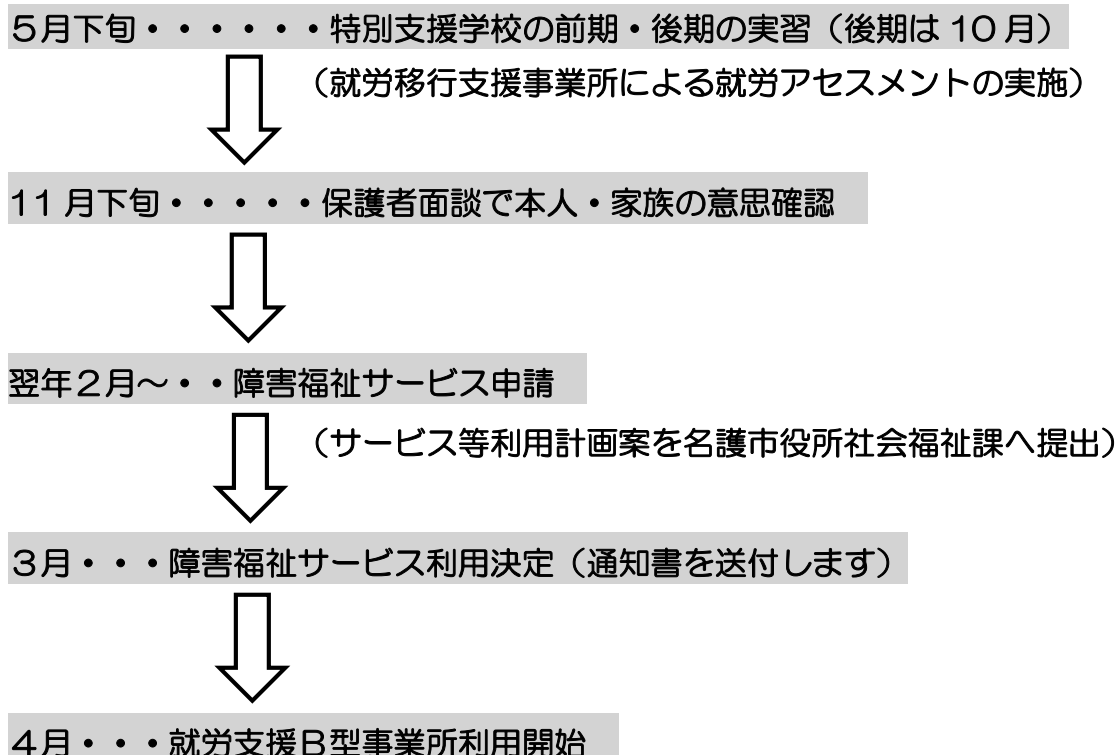 ５月下旬・・・・・・特別支援学校の前期・後期の実習（後期は 10 月）
（就労移行支援事業所による就労アセスメントの実施）
11 月下旬・・・・・保護者面談で本人・家族の意思確認
翌年２月～・・障害福祉サービス申請
（サービス等利用計画案を名護市役所社会福祉課へ提出）
３月・・・障害福祉サービス利用決定（通知書を送付します）
４月・・・就労支援Ｂ型事業所利用開始